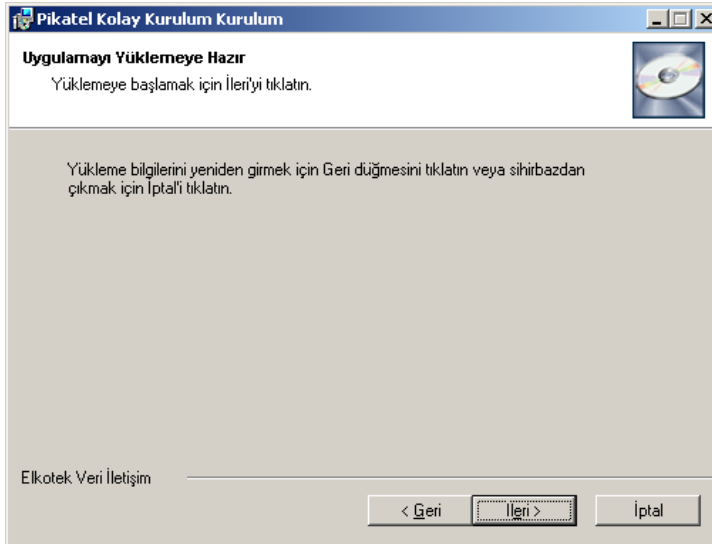 Pikatel Kolay Kurulum Kurulum
Uygulamayı Yüklemeye Hazır
Yüklemeye başlamak için İleri'yi tıklatın.
Yükleme bilgilerini yeniden girmek için Geri düğmesini tıklatın veya sihirbazdan
çıkmak için İptal'i tıklatın.
Elkotek Veri İletişim
< Geri İleri > İptal